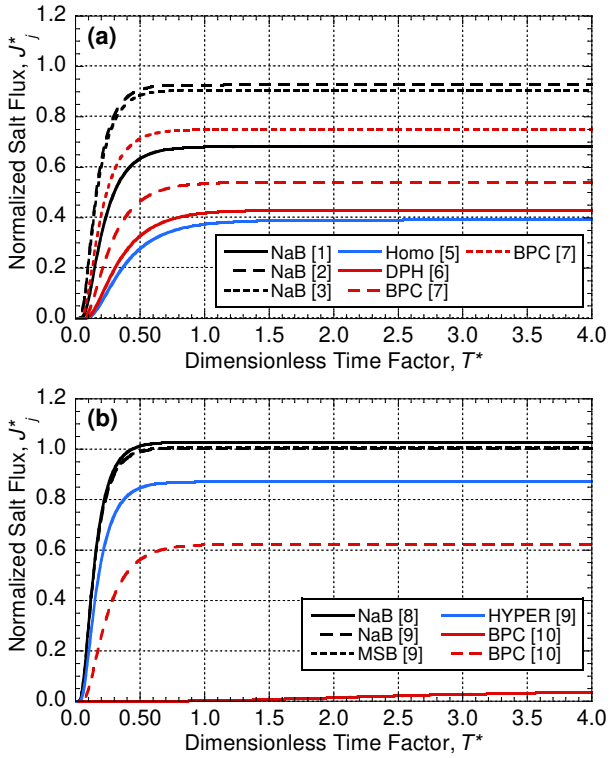 (a)
Normalized Salt Flux, J*j
1.2
1.0
0.8
0.6
0.4
0.2
0.0
NaB [1] Homo [5] BPC [7]
NaB [2] DPH [6]
NaB [3] BPC [7]
0.0 0.50 1.0 1.5 2.0 2.5 3.0 3.5 4.0
Dimensionless Time Factor, T*
(b)
Normalized Salt Flux, J*j
1.2
1.0
0.8
0.6
0.4
0.2
0.0
NaB [8] HYPER [9]
NaB [9] BPC [10]
MSB [9] BPC [10]
0.0 0.50 1.0 1.5 2.0 2.5 3.0 3.5 4.0
Dimensionless Time Factor, T*